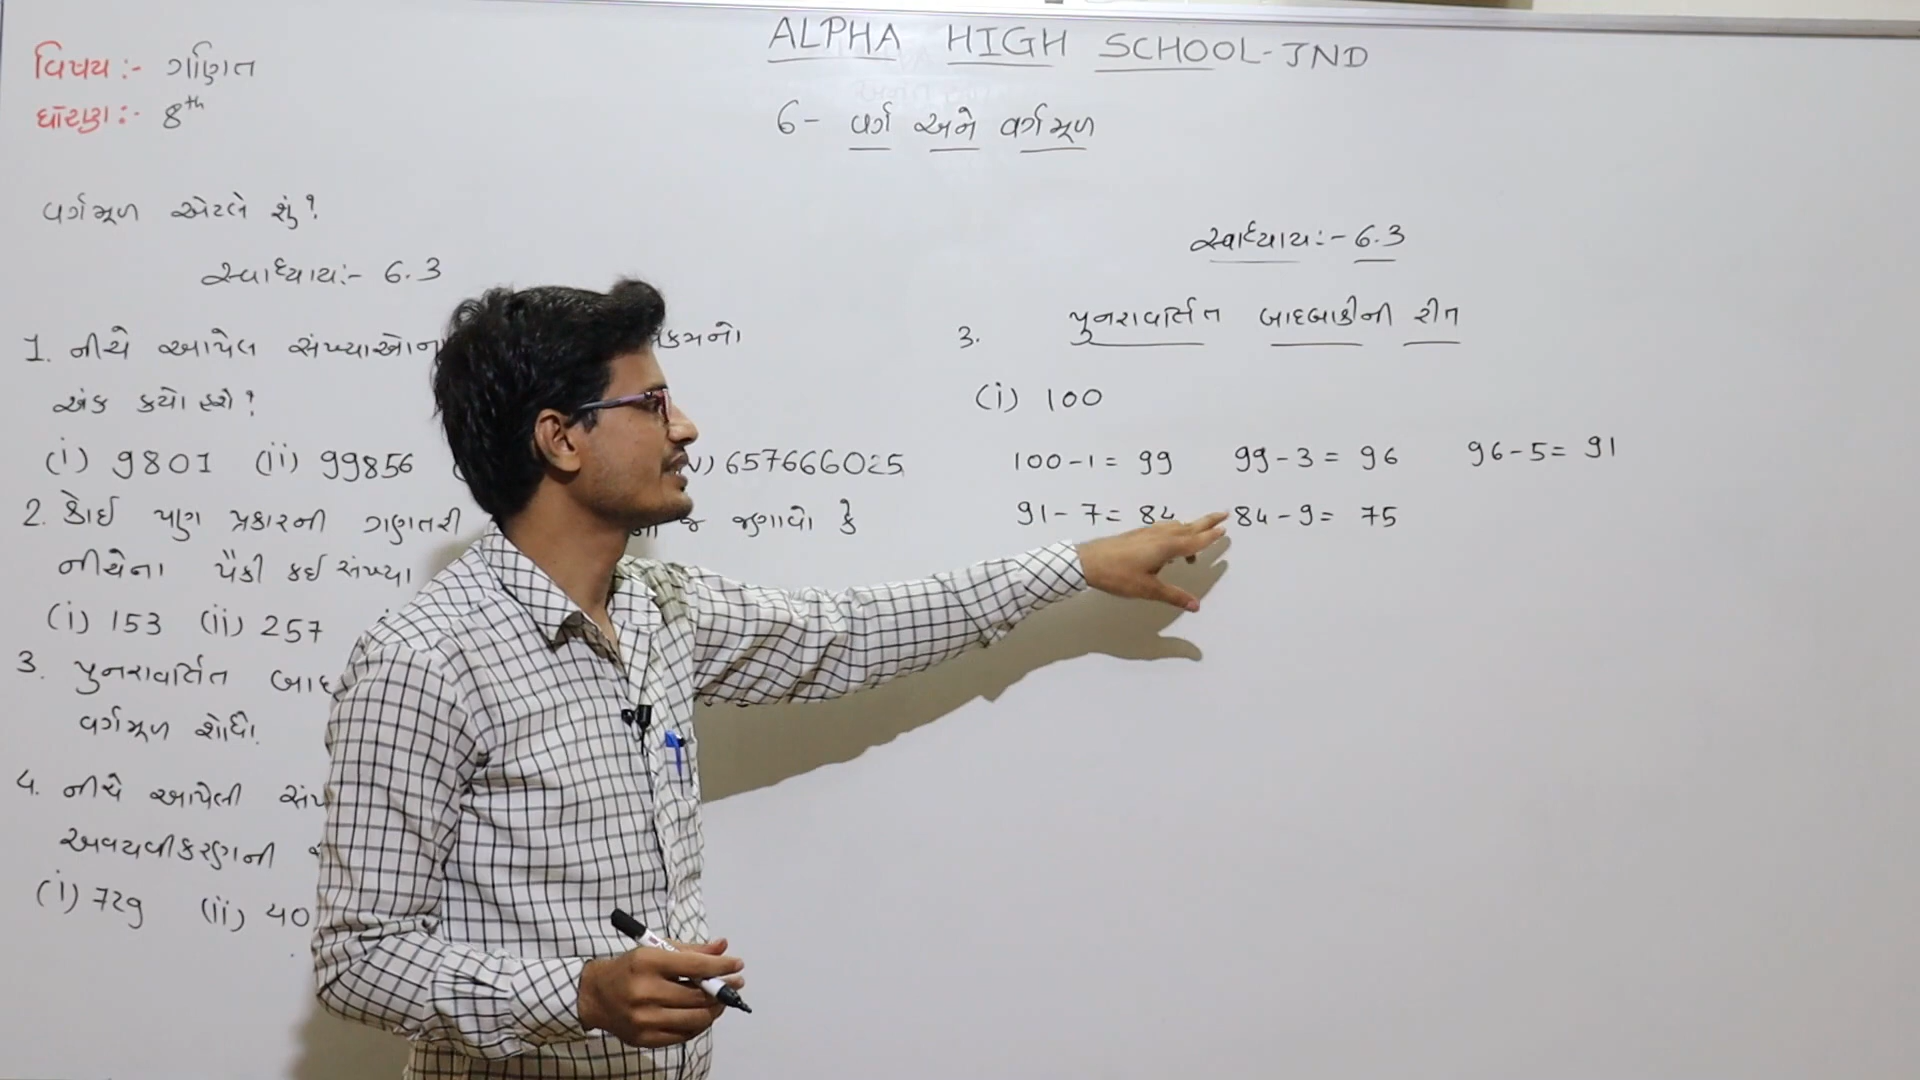 ALPHA HIGH SCHOOL-JND
વિષય:- ગણિત
ધોરણ:- 8th
6- વર્ગ અને વર્ગમૂળ
વર્ગમૂળ એટલે શું?
સ્વાધ્યાય:- 6.3
1. નીચે આપેલ સંખ્યાઓના
અંક કયો હશે?
(i) 9801 (ii) 99856 657666025
2. કોઈ પણ પ્રકારની ગણતરી જ જણાવો કે
નીચેના પૈકી કઈ સંખ્યા
(i) 153 (ii) 257
3. પુનરાવર્તિત બાદ
વર્ગમૂળ શોધો.
4. નીચે આપેલી સંખ
અવયવીકરણની
(i) 729 (ii) 40
સ્વાધ્યાય:- 6.3
3. પુનરાવર્તિત બાદબાકીની રીત
(i) 100
100-1= 99 99-3= 96 96-5= 91
91-7= 84 84-9= 75